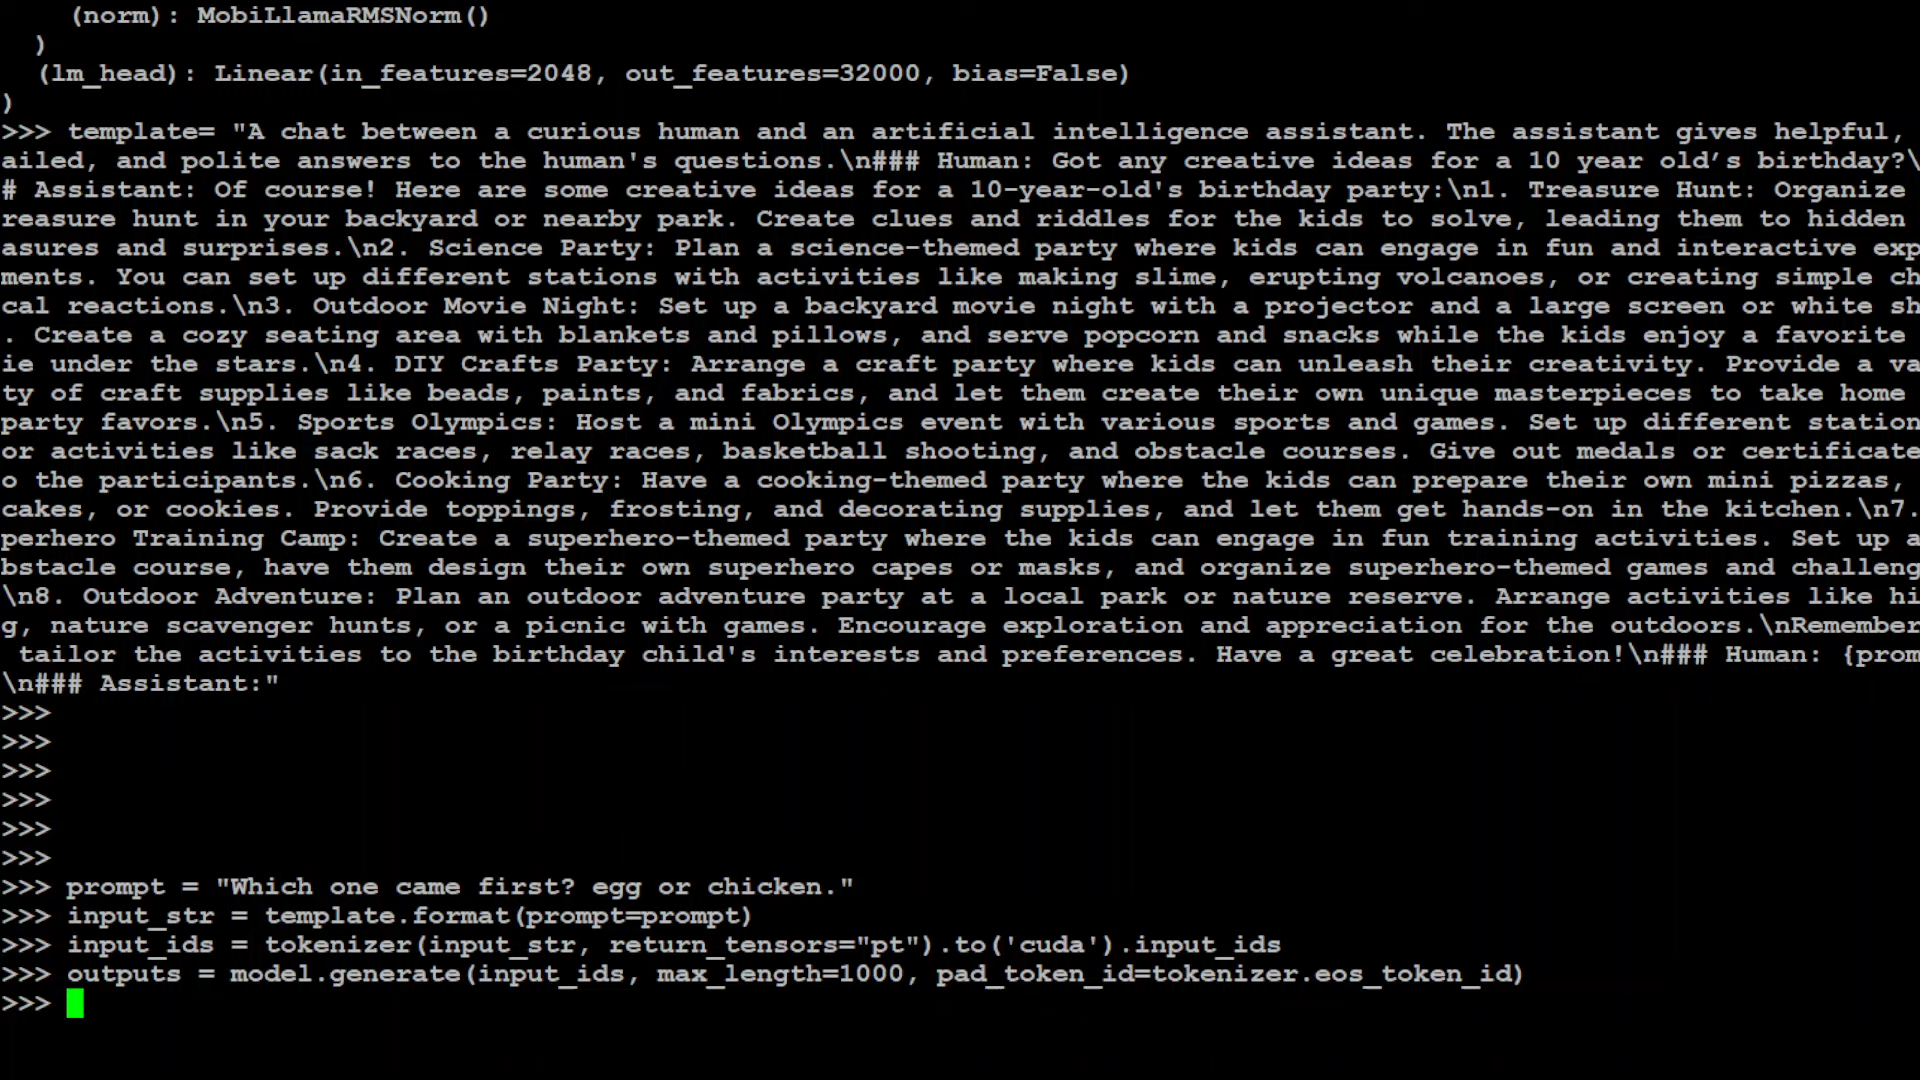 (norm): MobiLlamaRMSNorm()
)
(lm_head): Linear(in_features=2048, out_features=32000, bias=False)
)
>>> template= "A chat between a curious human and an artificial intelligence assistant. The assistant gives helpful,
ailed, and polite answers to the human's questions.\n### Human: Got any creative ideas for a 10 year old’s birthday?\
# Assistant: Of course! Here are some creative ideas for a 10-year-old's birthday party:\n1. Treasure Hunt: Organize
reasure hunt in your backyard or nearby park. Create clues and riddles for the kids to solve, leading them to hidden
asures and surprises.\n2. Science Party: Plan a science-themed party where kids can engage in fun and interactive exp
ments. You can set up different stations with activities like making slime, erupting volcanoes, or creating simple ch
cal reactions.\n3. Outdoor Movie Night: Set up a backyard movie night with a projector and a large screen or white sh
. Create a cozy seating area with blankets and pillows, and serve popcorn and snacks while the kids enjoy a favorite
ie under the stars.\n4. DIY Crafts Party: Arrange a craft party where kids can unleash their creativity. Provide a va
ty of craft supplies like beads, paints, and fabrics, and let them create their own unique masterpieces to take home
party favors.\n5. Sports Olympics: Host a mini Olympics event with various sports and games. Set up different station
or activities like sack races, relay races, basketball shooting, and obstacle courses. Give out medals or certificate
o the participants.\n6. Cooking Party: Have a cooking-themed party where the kids can prepare their own mini pizzas,
cakes, or cookies. Provide toppings, frosting, and decorating supplies, and let them get hands-on in the kitchen.\n7.
perhero Training Camp: Create a superhero-themed party where the kids can engage in fun training activities. Set up a
bstacle course, have them design their own superhero capes or masks, and organize superhero-themed games and challeng
\n8. Outdoor Adventure: Plan an outdoor adventure party at a local park or nature reserve. Arrange activities like hi
g, nature scavenger hunts, or a picnic with games. Encourage exploration and appreciation for the outdoors.\nRemember
tailor the activities to the birthday child's interests and preferences. Have a great celebration!\n### Human: {prom
\n### Assistant:"
>>>
>>>
>>>
>>>
>>>
>>>
>>> prompt = "Which one came first? egg or chicken."
>>> input_str = template.format(prompt=prompt)
>>> input_ids = tokenizer(input_str, return_tensors="pt").to('cuda').input_ids
>>> outputs = model.generate(input_ids, max_length=1000, pad_token_id=tokenizer.eos_token_id)
>>>